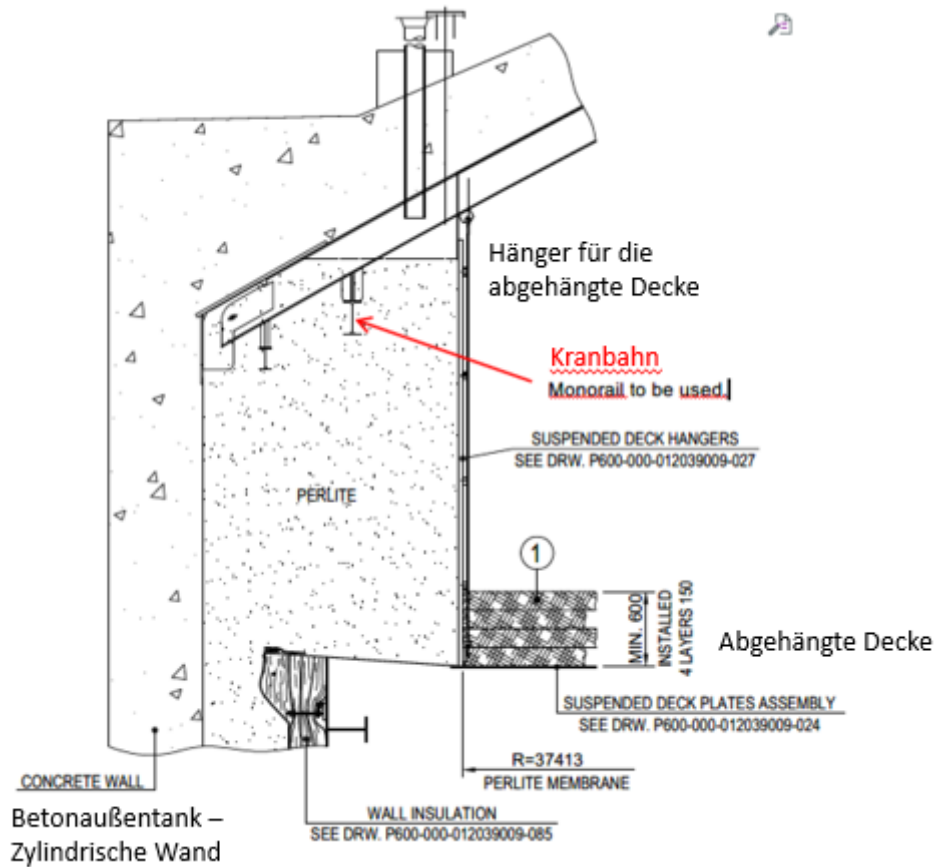 Hänger für die
abgehängte Decke
Kranbahn
Monorail to be used.
SUSPENDED DECK HANGERS
SEE DRW. P600-000-012039009-027
PERLITE
1
MIN. 600
INSTALLED
4 LAYERS 150
Abgehängte Decke
SUSPENDED DECK PLATES ASSEMBLY
SEE DRW. P600-000-012039009-024
R=37413
PERLITE MEMBRANE
CONCRETE WALL
Betonaußentank –
Zylindrische Wand
WALL INSULATION
SEE DRW. P600-000-012039009-085